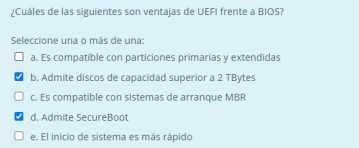 ¿Cuáles de las siguientes son ventajas de UEFI frente a BIOS?
Seleccione una o más de una:
a. Es compatible con particiones primarias y extendidas
b. Admite discos de capacidad superior a 2 TBytes
c. Es compatible con sistemas de arranque MBR
d. Admite SecureBoot
e. El inicio de sistema es más rápido